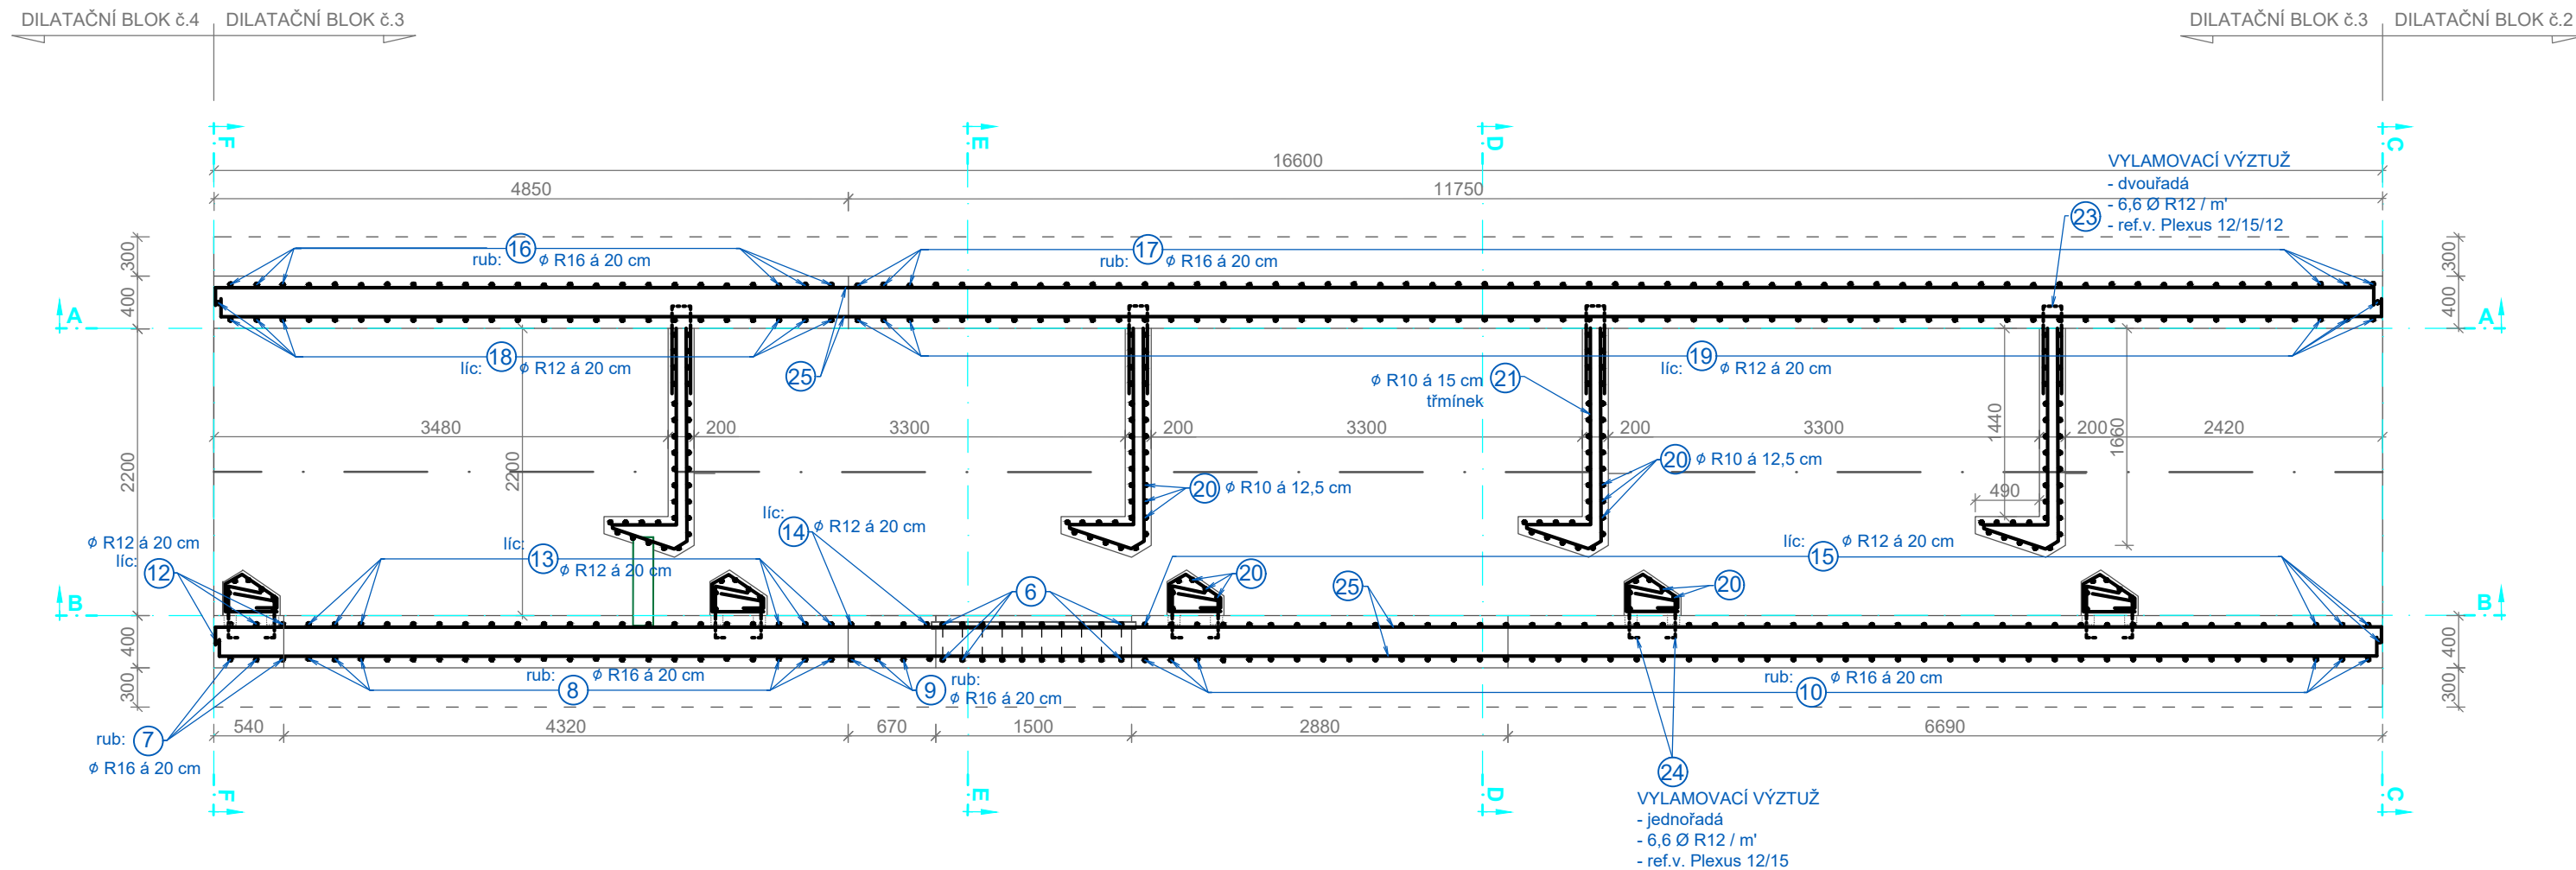 DILATAČNÍ BLOK č.4
DILATAČNÍ BLOK č.3
DILATAČNÍ BLOK č.3
DILATAČNÍ BLOK č.2
F
E
D
C
16600
4850
11750
VYLAMOVACÍ VÝZTUŽ
- dvouřadá
- 6,6 Ø R12 / m'
- ref.v. Plexus 12/15/12
23
300
400
16
rub: ϕ R16 á 20 cm
17
rub: ϕ R16 á 20 cm
300
400
A
A
18
líc: ϕ R12 á 20 cm
25
19
líc: ϕ R12 á 20 cm
ϕ R10 á 15 cm
třmínek
21
3480
200
3300
200
3300
200
3300
200
2420
1440
1660
490
2200
2200
20
ϕ R10 á 12,5 cm
20
ϕ R10 á 12,5 cm
líc:
14
ϕ R12 á 20 cm
ϕ R12 á 20 cm
líc:
12
líc:
13
ϕ R12 á 20 cm
líc:
15
ϕ R12 á 20 cm
6
20
25
20
B
B
400
300
400
300
rub:
8
ϕ R16 á 20 cm
9
rub:
ϕ R16 á 20 cm
rub:
10
ϕ R16 á 20 cm
rub:
7
ϕ R16 á 20 cm
540
4320
670
1500
2880
6690
24
VYLAMOVACÍ VÝZTUŽ
- jednořadá
- 6,6 Ø R12 / m'
- ref.v. Plexus 12/15
F
E
D
C